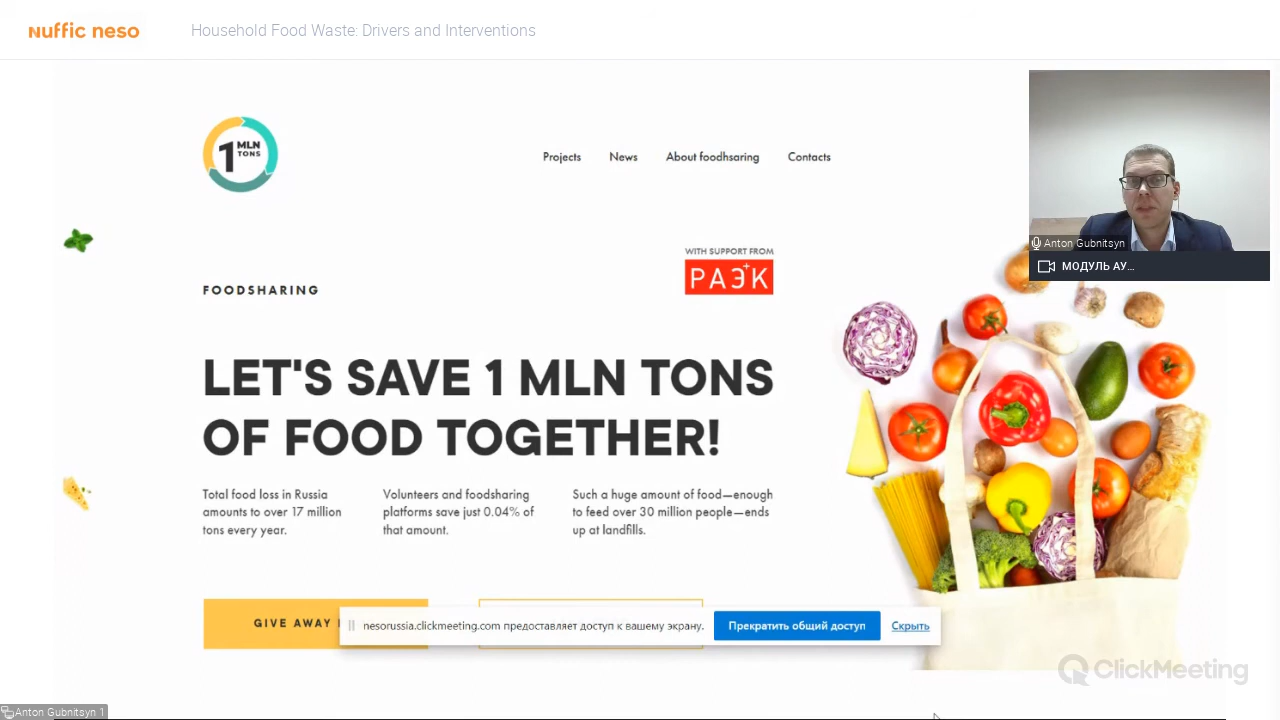 nuffic neso
Household Food Waste: Drivers and Interventions
1 MLN
TONS
Projects News About foodhsaring Contacts
Anton Gubnitsyn
МОДУЛЬ АУ...
WITH SUPPORT FROM
РАЭК+
FOODSHARING
LET'S SAVE 1 MLN TONS
OF FOOD TOGETHER!
Total food loss in Russia
amounts to over 17 million
tons every year.
Volunteers and foodsharing
platforms save just 0.04% of
that amount.
Such a huge amount of food—enough
to feed over 30 million people—ends
up at landfills.
GIVE AWAY
nesorussia.clickmeeting.com предоставляет доступ к вашему экрану.
Прекратить общий доступ
Скрыть
ClickMeeting
Anton Gubnitsyn 1